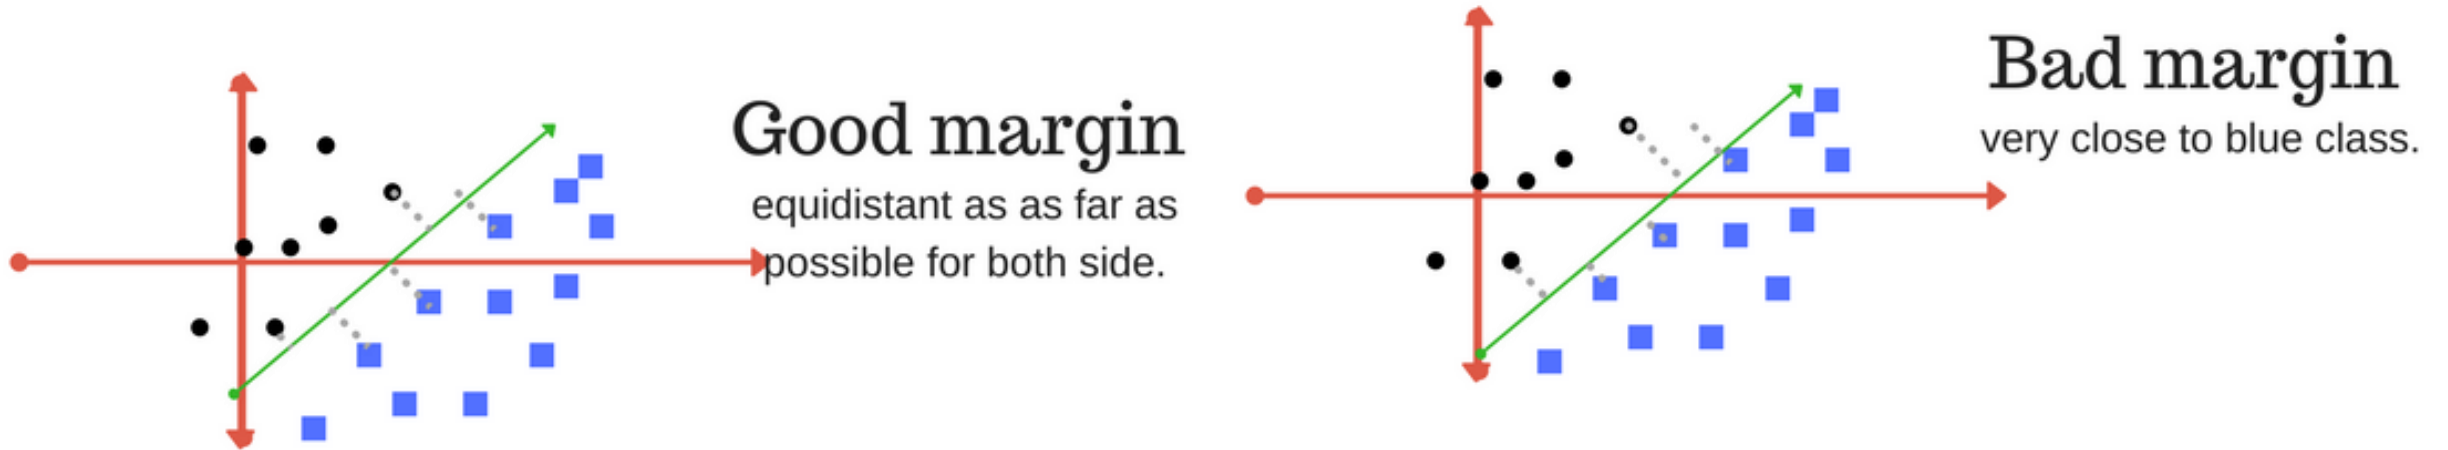 Good margin
equidistant as as far as
possible for both side.
Bad margin
very close to blue class.